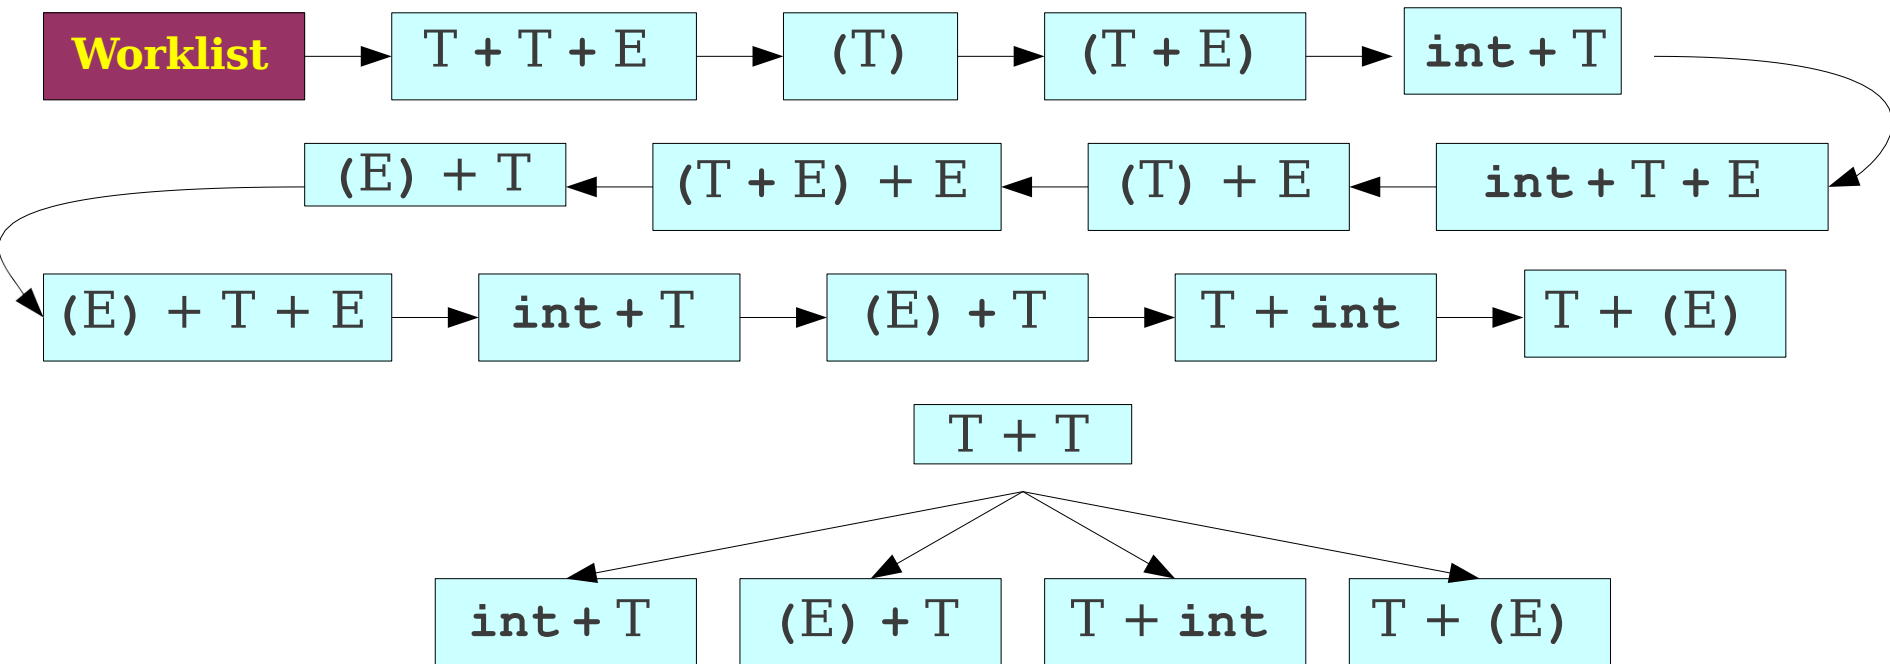 Worklist T + T + E (T) (T + E) int + T
(E) + T (T + E) + E (T) + E int + T + E
(E) + T + E int + T (E) + T T + int T + (E)
T + T
int + T (E) + T T + int T + (E)